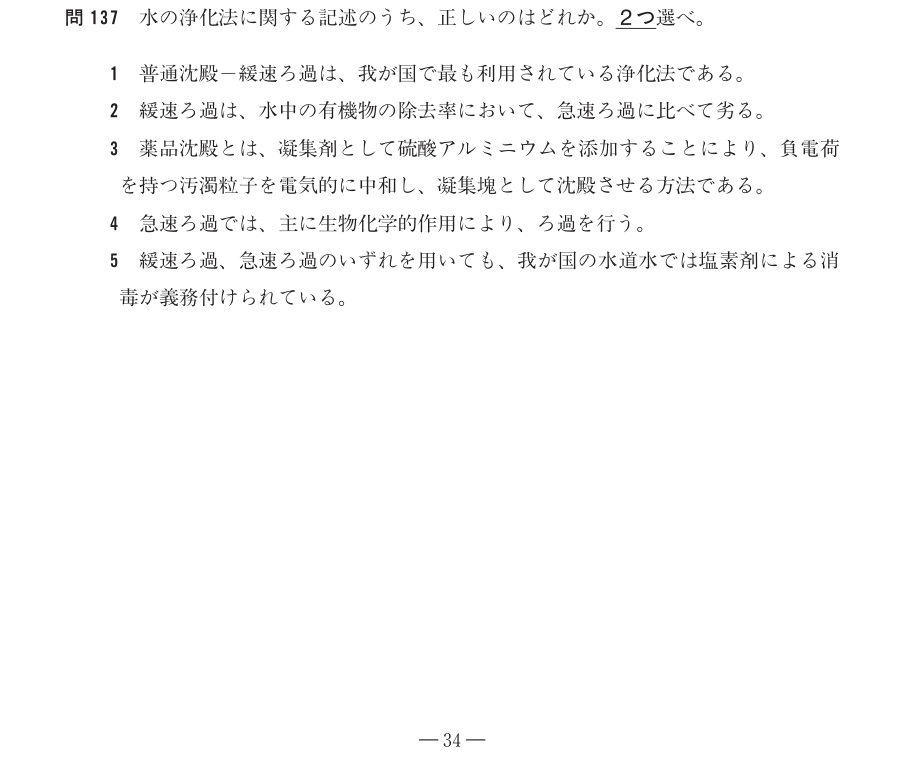 問 137 水の浄化法に関する記述のうち、正しいのはどれか。２つ選べ。
1 普通沈殿－緩速ろ過は、我が国で最も利用されている浄化法である。
2 緩速ろ過は、水中の有機物の除去率において、急速ろ過に比べて劣る。
3 薬品沈殿とは、凝集剤として硫酸アルミニウムを添加することにより、負電荷
を持つ汚濁粒子を電気的に中和し、凝集塊として沈殿させる方法である。
4 急速ろ過では、主に生物化学的作用により、ろ過を行う。
5 緩速ろ過、急速ろ過のいずれを用いても、我が国の水道水では塩素剤による消
毒が義務付けられている。
― 34 ―